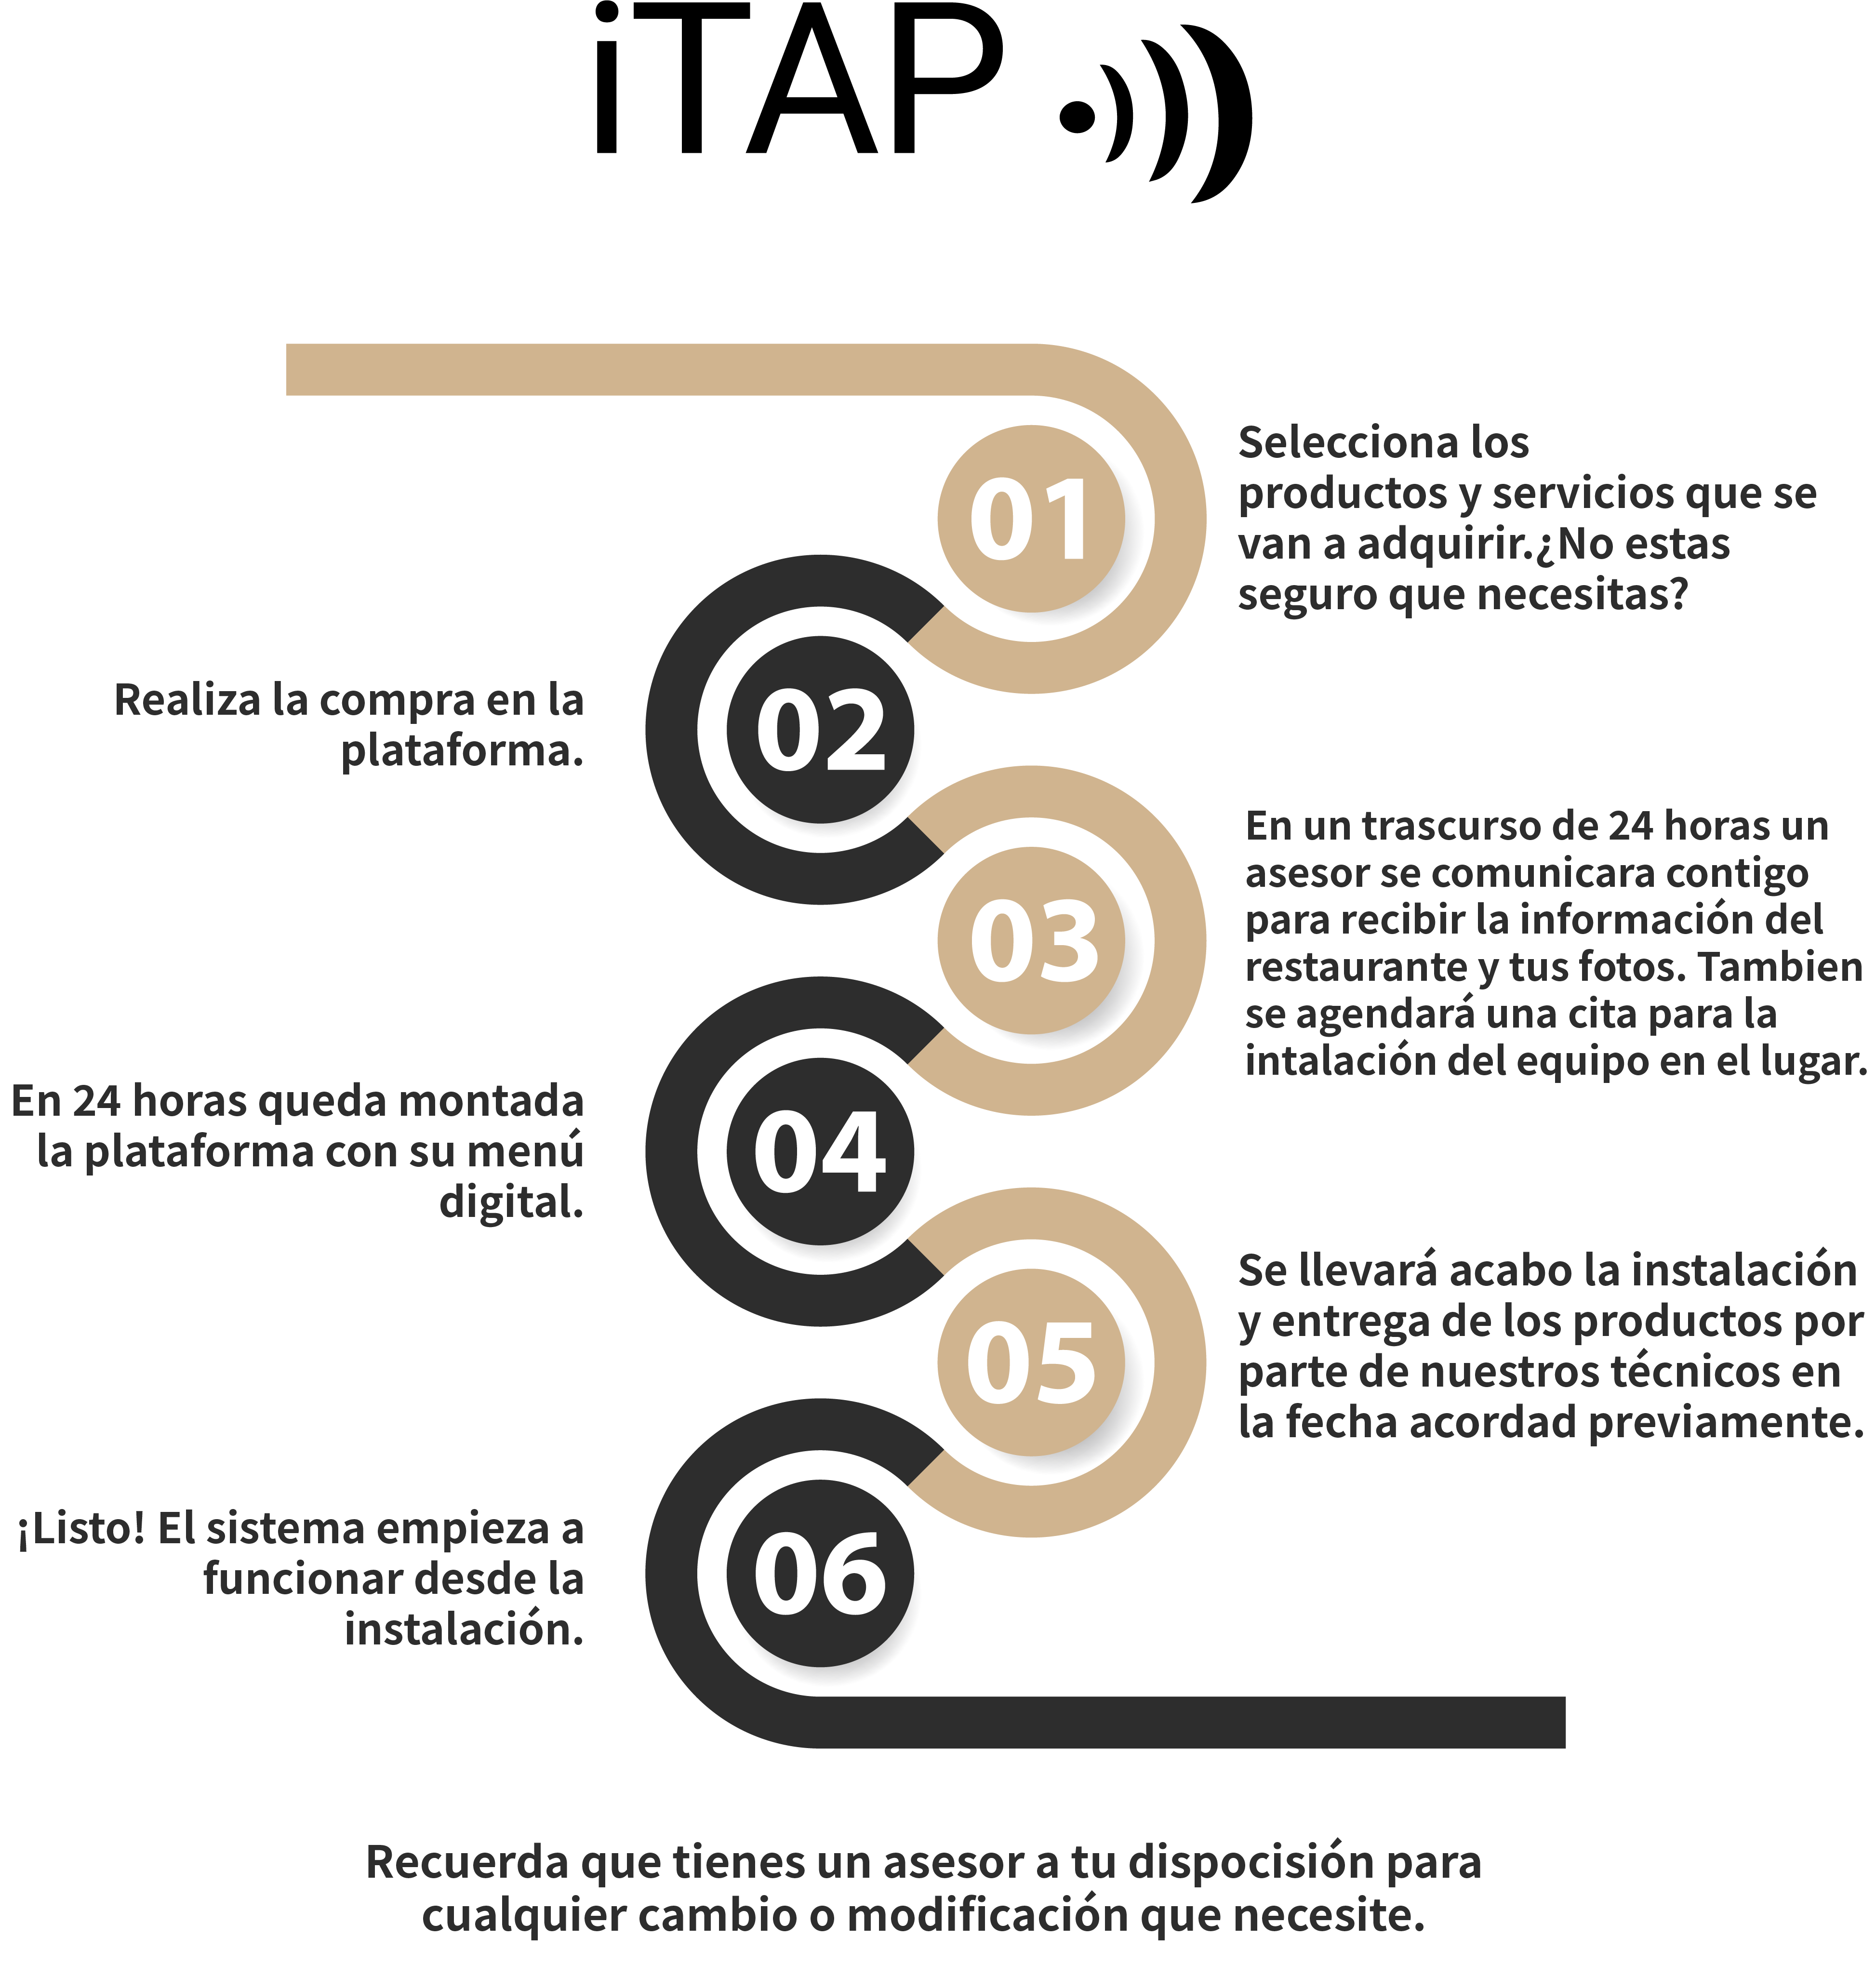 iTAP
01
Selecciona los
productos y servicios que se
van a adquirir.¿No estas
seguro que necesitas?
02
Realiza la compra en la
plataforma.
03
En un trascurso de 24 horas un
asesor se comunicara contigo
para recibir la información del
restaurante y tus fotos. Tambien
se agendará una cita para la
intalación del equipo en el lugar.
04
En 24 horas queda montada
la plataforma con su menú
digital.
05
Se llevará acabo la instalación
y entrega de los productos por
parte de nuestros técnicos en
la fecha acordad previamente.
06
¡Listo! El sistema empieza a
funcionar desde la
instalación.
Recuerda que tienes un asesor a tu dispocisión para
cualquier cambio o modificación que necesite.